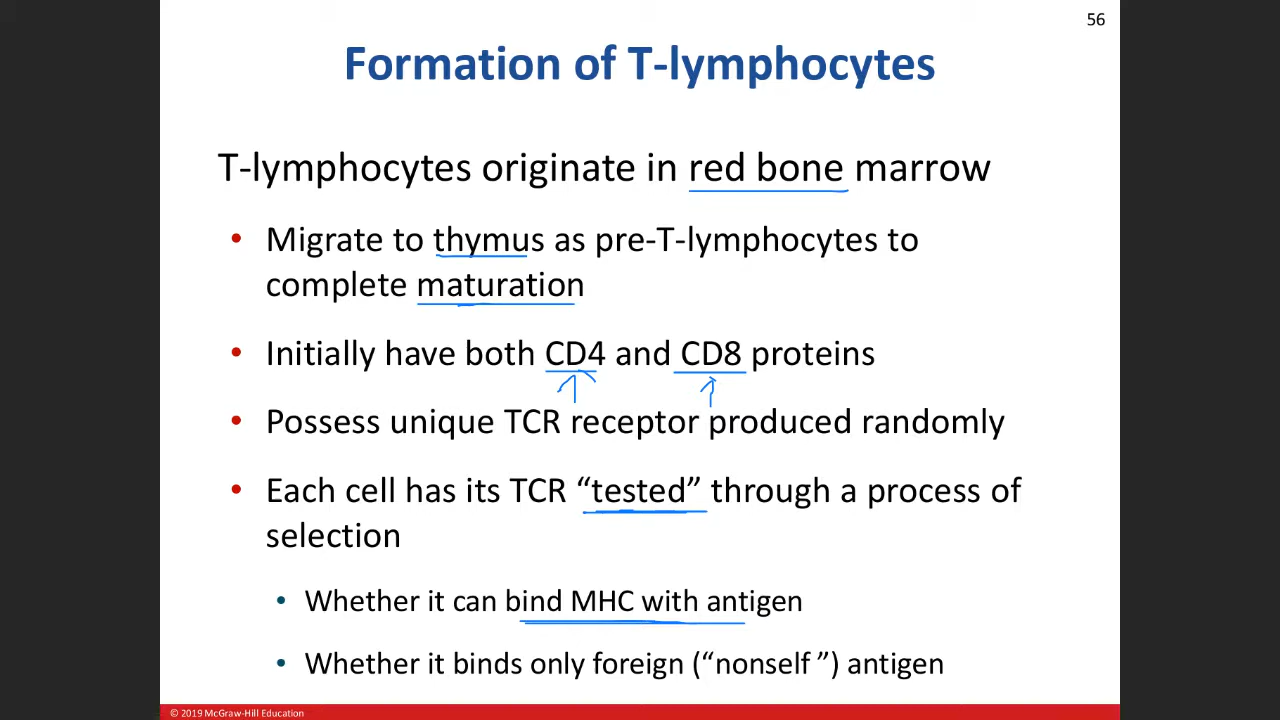 56
Formation of T-lymphocytes
T-lymphocytes originate in red bone marrow
• Migrate to thymus as pre-T-lymphocytes to
complete maturation
• Initially have both CD4 and CD8 proteins
• Possess unique TCR receptor produced randomly
• Each cell has its TCR “tested” through a process of
selection
• Whether it can bind MHC with antigen
• Whether it binds only foreign (“nonself ”) antigen
© 2019 McGraw-Hill Education